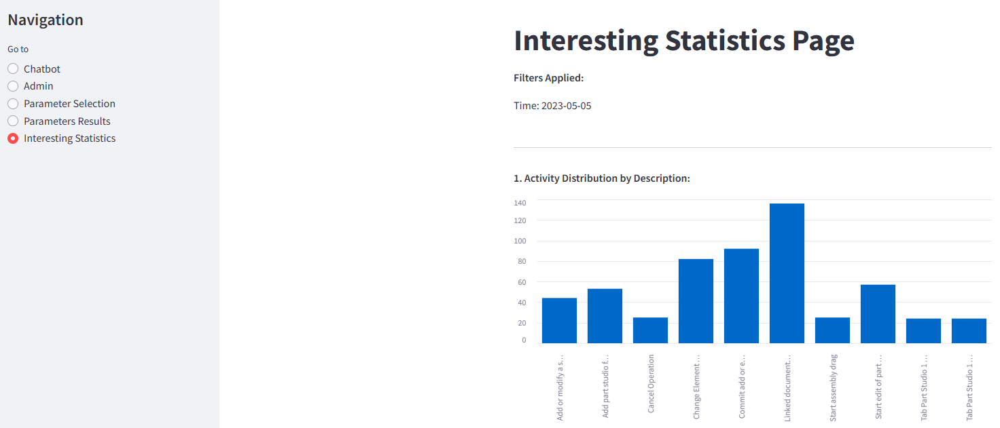 Navigation
Go to
Chatbot
Admin
Parameter Selection
Parameters Results
Interesting Statistics
Interesting Statistics Page
Filters Applied:
Time: 2023-05-05
1. Activity Distribution by Description:
140
120
100
80
60
40
20
0
Add or modify a s…
Add part studio f…
Cancel Operation
Change Element …
Commit add or e…
Linked document…
Start assembly drag
Start edit of part …
Tab Part Studio 1 …
Tab Part Studio 1 …